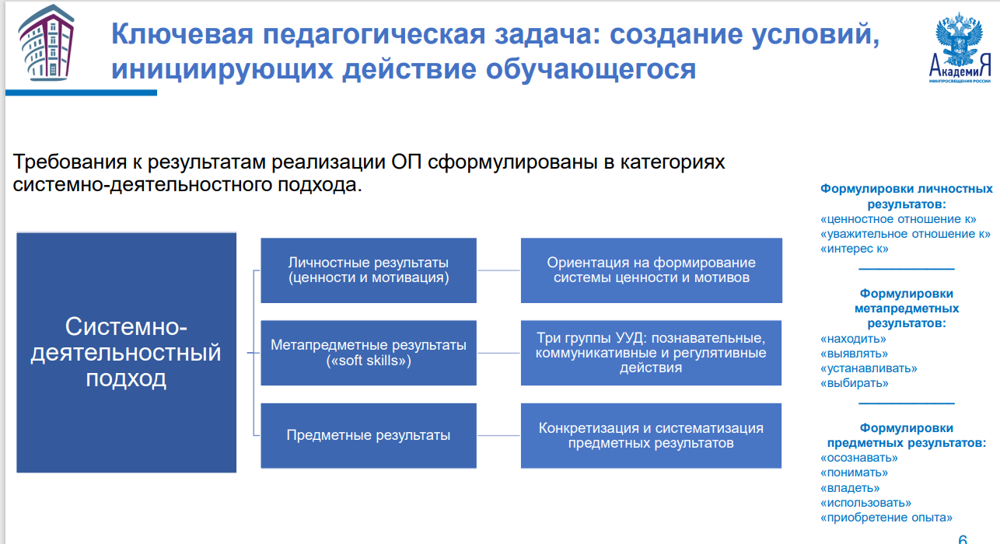 Ключевая педагогическая задача: создание условий,
инициирующих действие обучающегося
АкадемиЯ
МИНПРОСВЕЩЕНИЯ РОССИИ
Требования к результатам реализации ОП сформулированы в категориях
системно-деятельностного подхода.
Системно-
деятельностный
подход
Личностные результаты
(ценности и мотивация)
Ориентация на формирование
системы ценности и мотивов
Метапредметные результаты
(«soft skills»)
Три группы УУД: познавательные,
коммуникативные и регулятивные
действия
Предметные результаты
Конкретизация и систематизация
предметных результатов
Формулировки личностных
результатов:
«ценностное отношение к»
«уважительное отношение к»
«интерес к»
Формулировки
метапредметных
результатов:
«находить»
«выявлять»
«устанавливать»
«выбирать»
Формулировки
предметных результатов:
«осознавать»
«понимать»
«владеть»
«использовать»
«приобретение опыта»
6